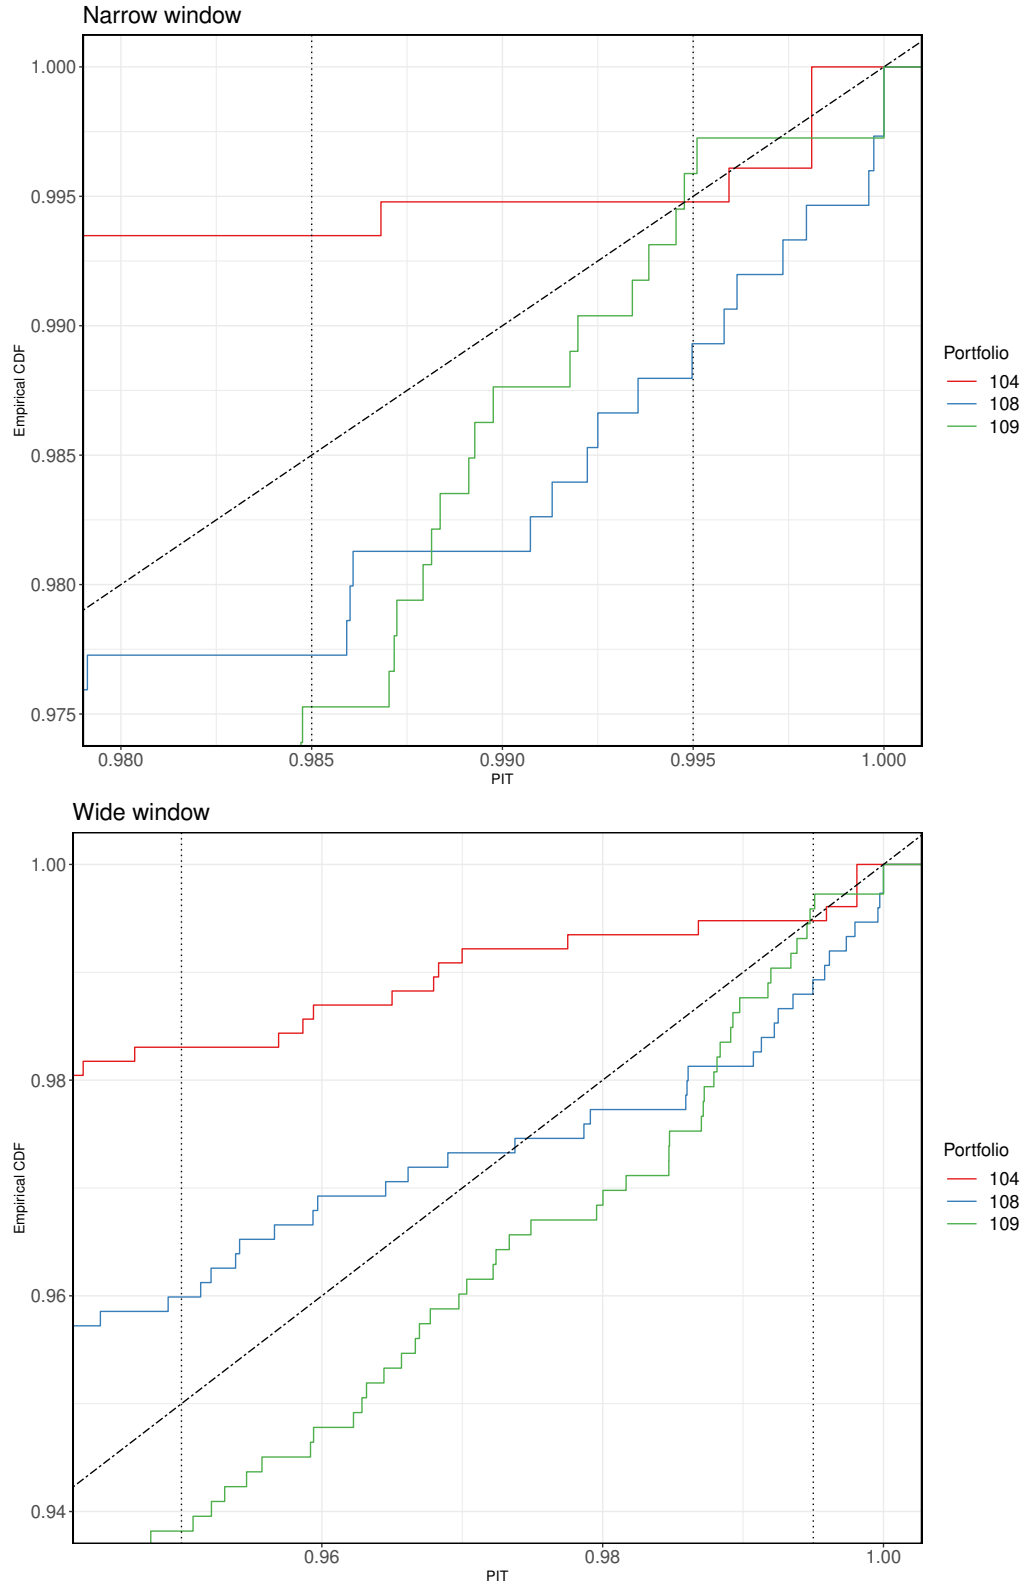 Narrow window
1.000
0.995
0.990
0.985
0.980
0.975
Empirical CDF
0.980 0.985 0.990 0.995 1.000
PIT
Portfolio
104
108
109
Wide window
1.00
0.98
0.96
0.94
Empirical CDF
0.96 0.98 1.00
PIT
Portfolio
104
108
109